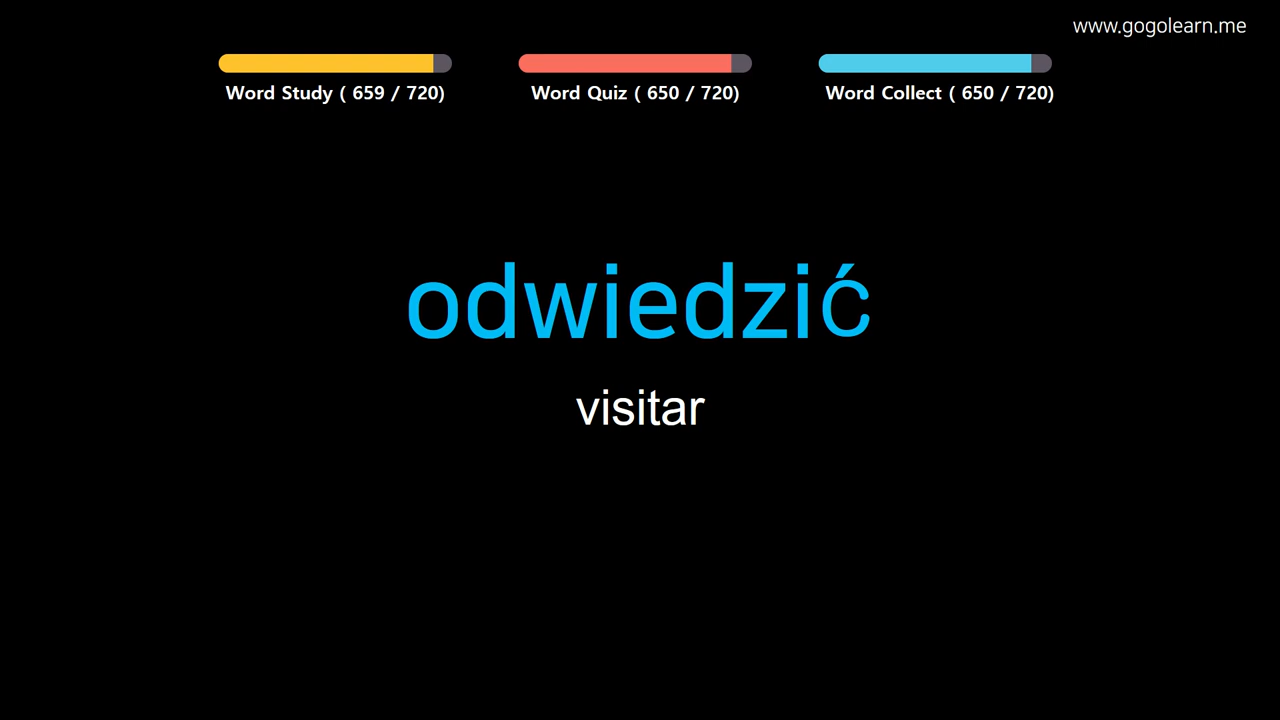 www.gogolearn.me
Word Study ( 659 / 720)
Word Quiz ( 650 / 720)
Word Collect ( 650 / 720)
odwiedzić
visitar